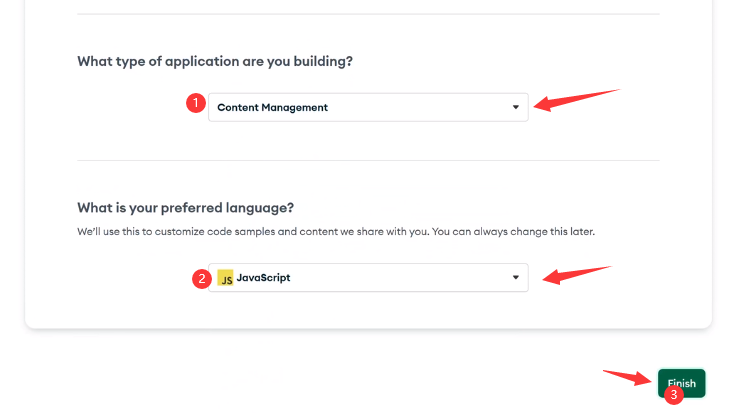 What type of application are you building?
1
Content Management
What is your preferred language?
We'll use this to customize code samples and content we share with you. You can always change this later.
2
JS JavaScript
Finish
3